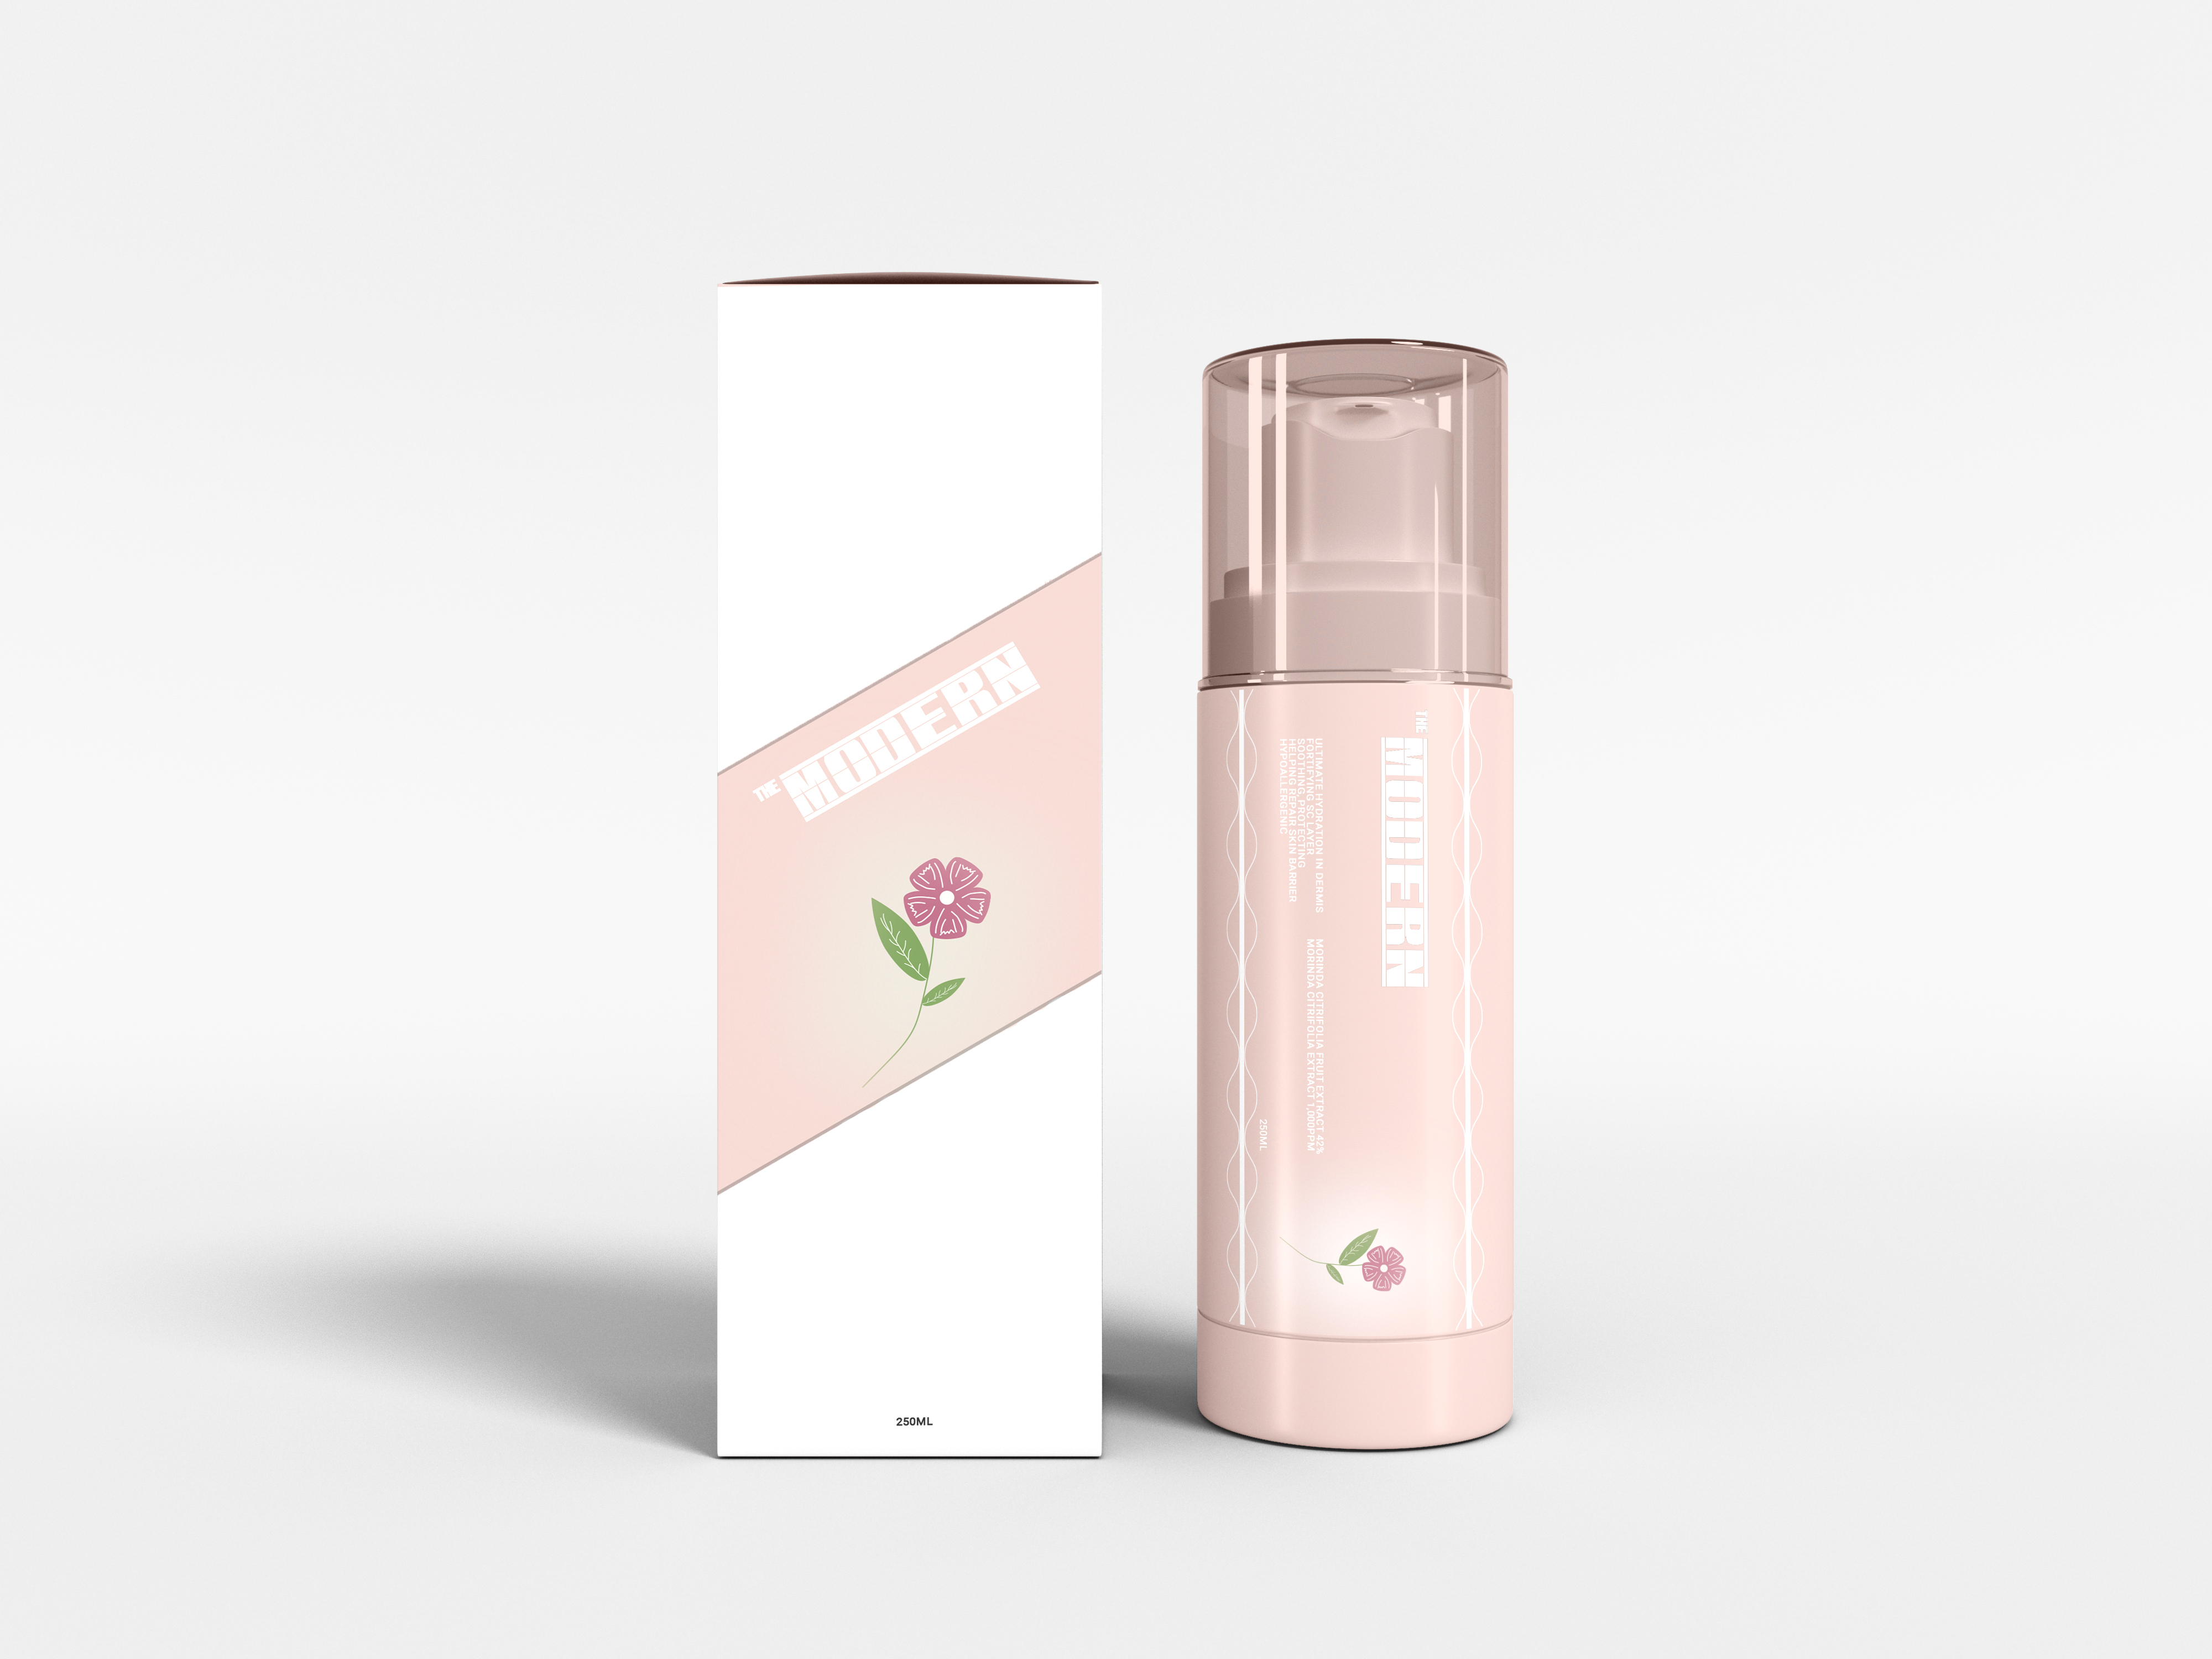 THE MODERN
250ML
THE MODERN
ULTIMATE HYDRATION IN DERMIS
FORTIFYING SC LAYER
SOOTHING, PROTECTING
HELPING REPAIR SKIN BARRIER
HYPOALLERGENIC
MORINDA CITRIFOLIA FRUIT EXTRACT 42%
MORINDA CITRIFOLIA EXTRACT 1,000PPM
250ML